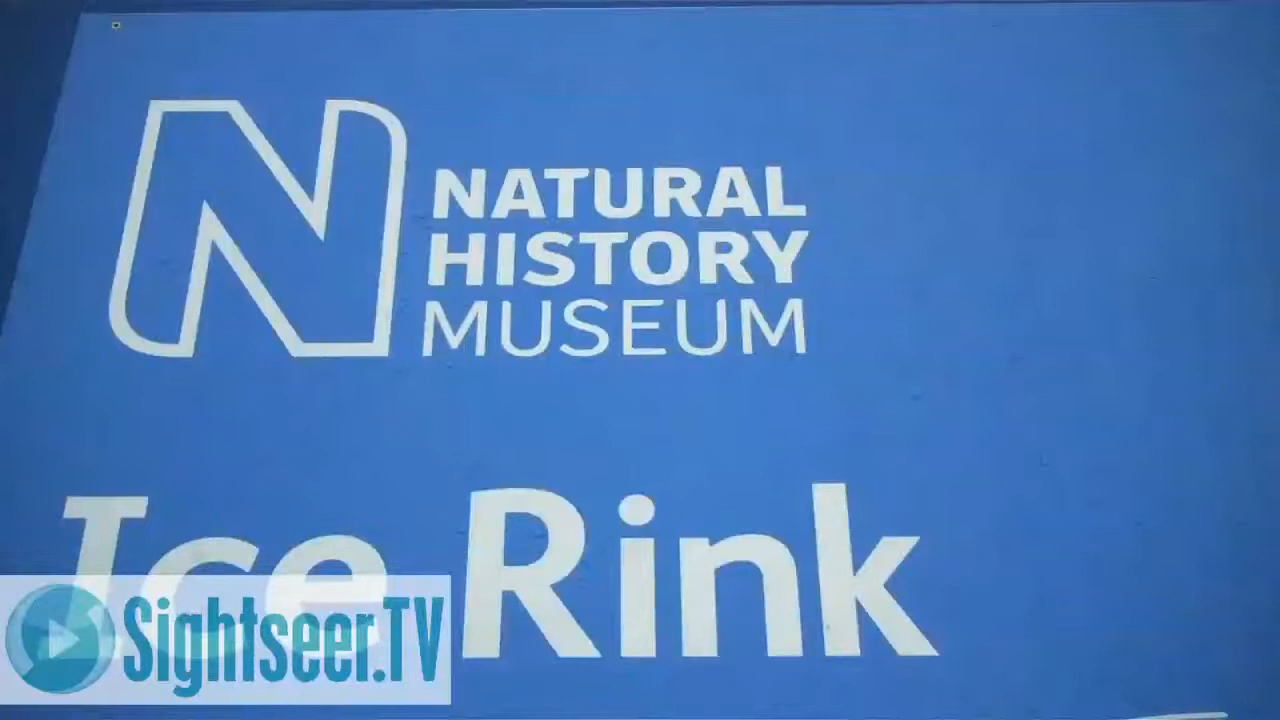 N
NATURAL
HISTORY
MUSEUM
Ice Rink
Sightseer.TV